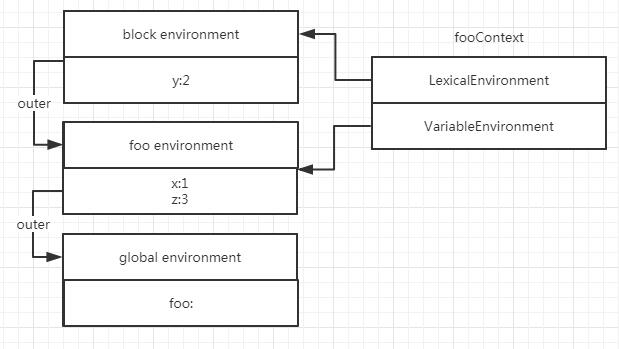 block environment
y:2
outer
foo environment
x:1
z:3
outer
global environment
foo:
fooContext
LexicalEnvironment
VariableEnvironment